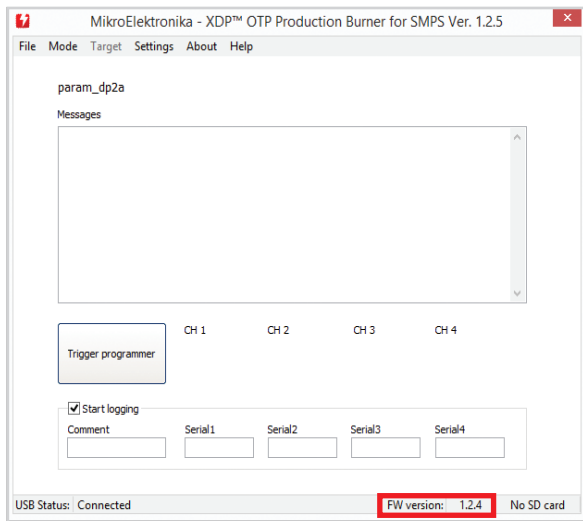 MikroElektronika - XDP™ OTP Production Burner for SMPS Ver. 1.2.5
File Mode Target Settings About Help
param_dp2a
Messages
CH 1 CH 2 CH 3 CH 4
Trigger programmer
Start logging
Comment Serial1 Serial2 Serial3 Serial4
USB Status: Connected FW version: 1.2.4 No SD card